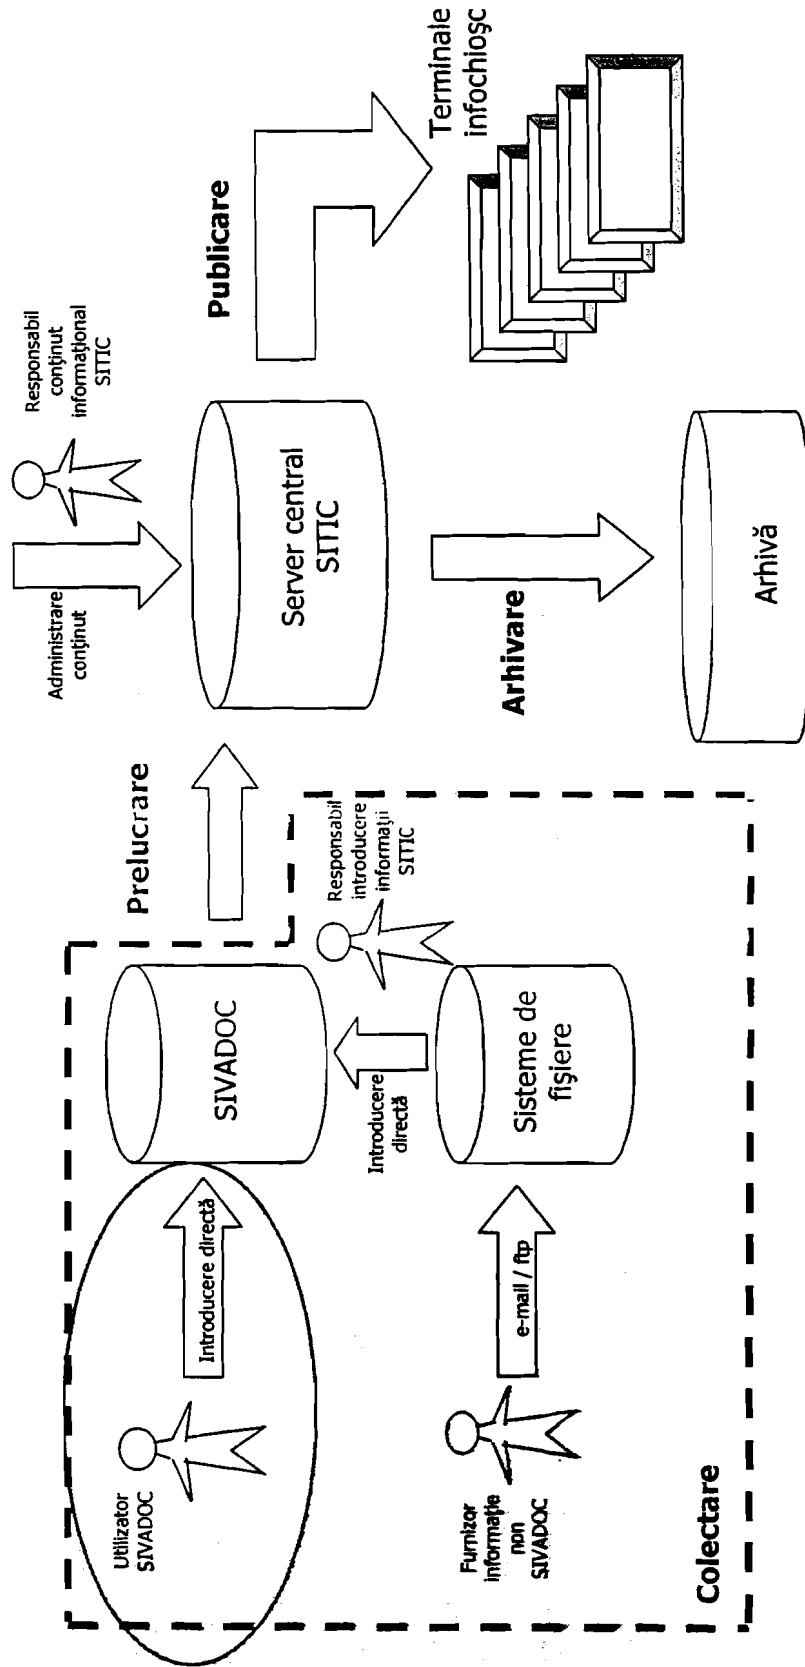 Utilizator
SIVADOC
Introducere directă
SIVADOC
Prelucrare
Administrare
conţinut
Responsabil
conţinut
informaţional
SITIC
Server central
SITIC
Publicare
Terminale
infochioşc
Furnizor
informaţie
non
SIVADOC
e-mail / ftp
Sisteme de
fişiere
Introducere
directă
Responsabil
introducere
informaţii
SITIC
Arhivare
Arhivă
Colectare